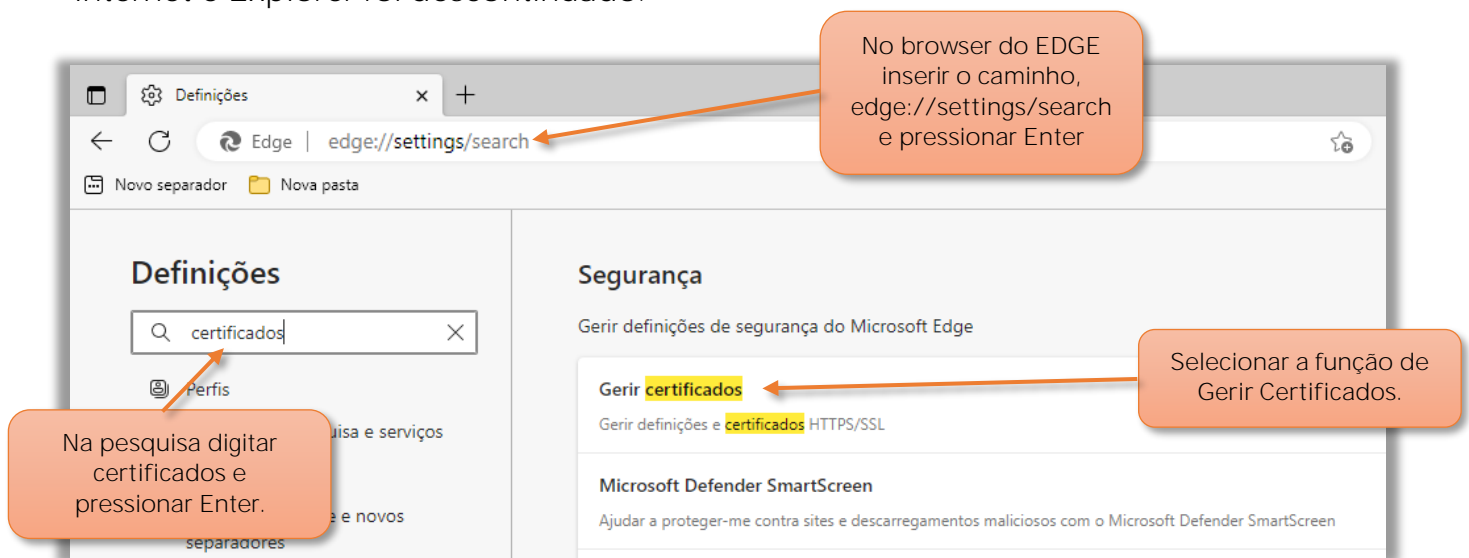 No browser do EDGE
inserir o caminho,
edge://settings/search
e pressionar Enter
Definições
Edge | edge://settings/search
Novo separador Nova pasta
Definições
certificados
Perfis
uisa e serviços
e novos
separadores
Na pesquisa digitar
certificados e
pressionar Enter.
Segurança
Gerir definições de segurança do Microsoft Edge
Gerir certificados
Gerir definições e certificados HTTPS/SSL
Selecionar a função de
Gerir Certificados.
Microsoft Defender SmartScreen
Ajudar a proteger-me contra sites e descarregamentos maliciosos com o Microsoft Defender SmartScreen